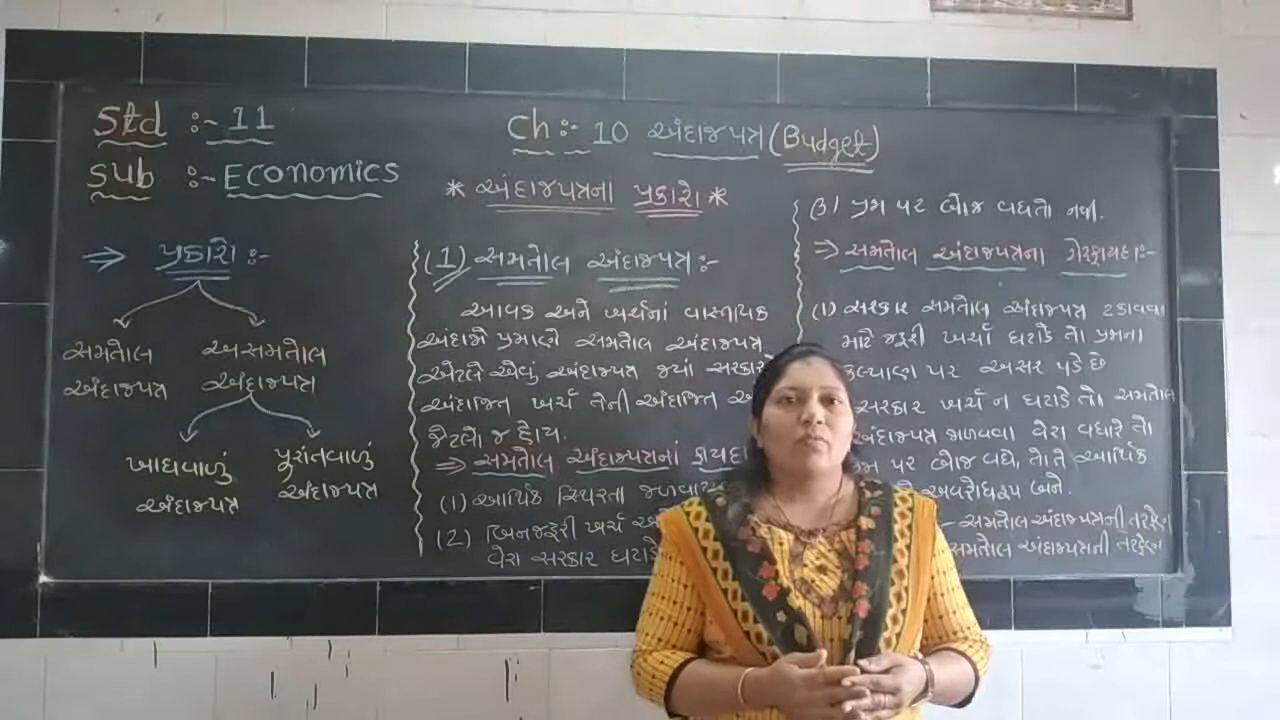 Std :- 11
Sub :- Economics
Ch :- 10 અંદાજપત્ર (Budget)
* અંદાજપત્રના પ્રકારો *
⇒ પ્રકારો :-
સમતોલ અંદાજપત્ર
અસમતોલ અંદાજપત્ર
ખાધવાળું અંદાજપત્ર
પૂરાંતવાળું અંદાજપત્ર
(1) સમતોલ અંદાજપત્ર :-
આવક અને ખર્ચનાં વાસ્તવિક
અંદાજો પ્રમાણે સમતોલ અંદાજપત્ર
એટલે એવું અંદાજપત્ર જ્યાં સરકાર
અંદાજિત ખર્ચ તેની અંદાજિત
જેટલો જ હોય.
⇒ સમતોલ અંદાજપત્રનાં ફાયદા
(1) આર્થિક સ્થિરતા
(2) બિનજરૂરી ખર્ચ
વેરા સરકાર ઘટાડે
(3) પ્રજા પર બોજ વધતો નથી.
⇒ સમતોલ અંદાજપત્રના ગેરફાયદા :-
(1) સરકાર સમતોલ અંદાજપત્ર ટકાવવા
માટે જરૂરી ખર્ચા ઘટાડે તો પ્રજાના
કલ્યાણ પર અસર પડે છે
સરકાર ખર્ચ ન ઘટાડે તો સમતોલ
અંદાજપત્ર જાળવવા વેરા વધારે તો
પર બોજ વધે, તો તે આર્થિક
અવરોધરૂપ બને.
- સમતોલ અંદાજપત્રની તરફેણ
સમતોલ અંદાજપત્રની તરફેણ